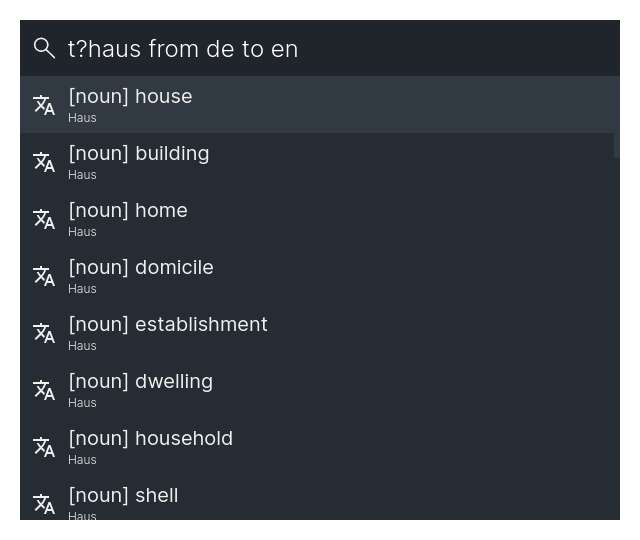 t?haus from de to en
[noun] house
Haus
[noun] building
Haus
[noun] home
Haus
[noun] domicile
Haus
[noun] establishment
Haus
[noun] dwelling
Haus
[noun] household
Haus
[noun] shell
Haus